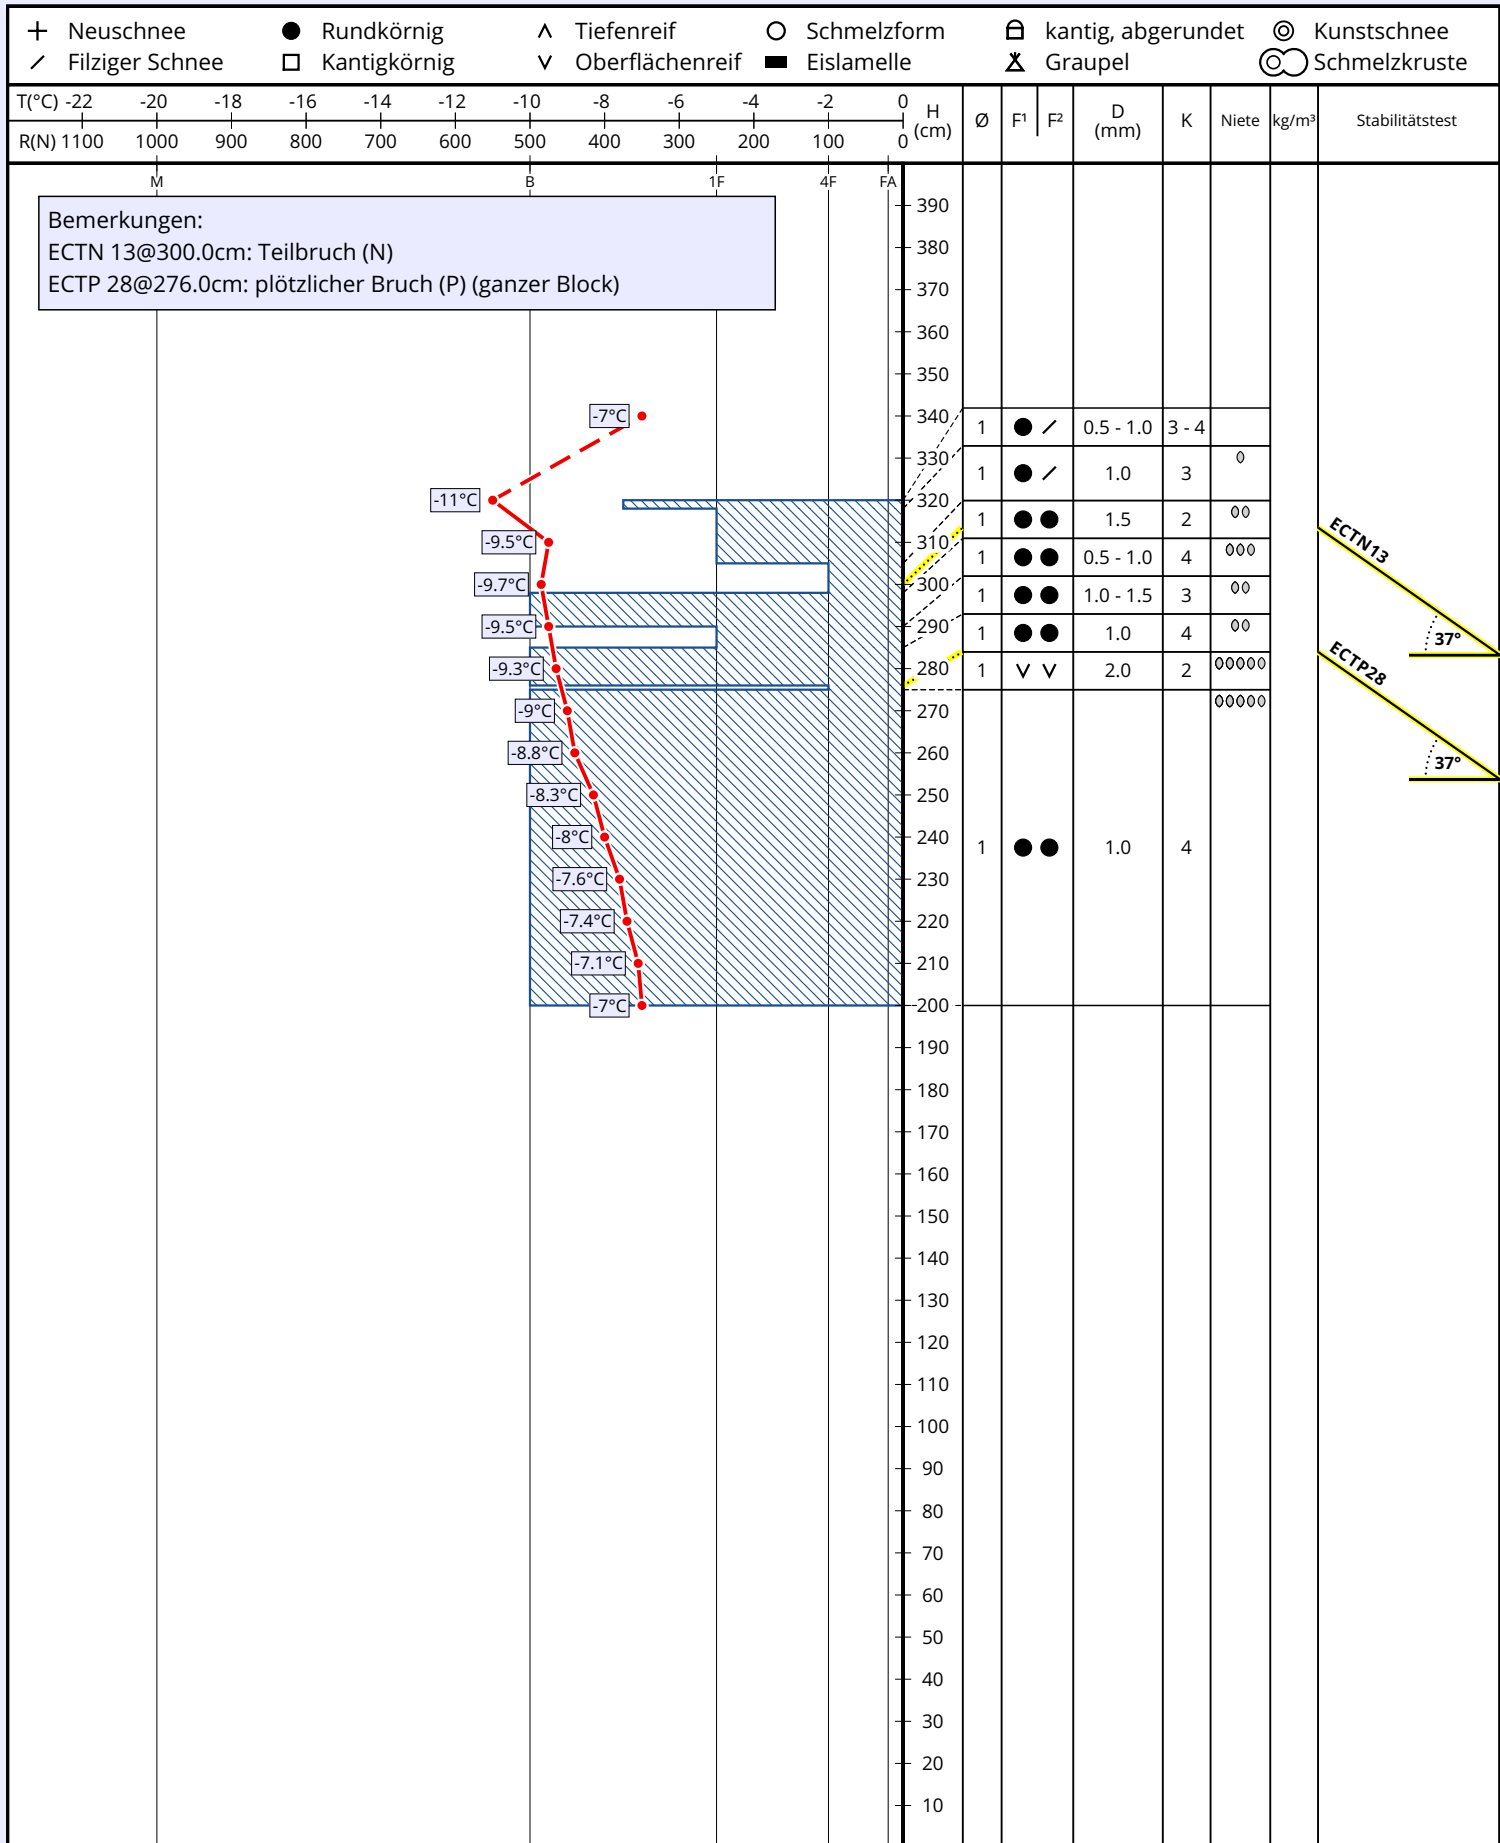 Neuschnee Rundkörnig Tiefenreif Schmelzform kantig, abgerundet Kunstschnee
Filziger Schnee Kantigkörnig Oberflächenreif Eislamelle Graupel Schmelzkruste
T(°C) -22 -20 -18 -16 -14 -12 -10 -8 -6 -4 -2 0
R(N) 1100 1000 900 800 700 600 500 400 300 200 100 0
H (cm) Ø F¹ F² D (mm) K Niete kg/m³ Stabilitätstest
M B 1F 4F FA
Bemerkungen:
ECTN 13@300.0cm: Teilbruch (N)
ECTP 28@276.0cm: plötzlicher Bruch (P) (ganzer Block)
390
380
370
360
350
-7°C 340
1 0.5 - 1.0 3 - 4
330
1 1.0 3
-11°C 320
1 1.5 2
ECTN13
-9.5°C 310
1 0.5 - 1.0 4
-9.7°C 300
1 1.0 - 1.5 3
-9.5°C 290
1 1.0 4 37°
-9.3°C 280
1 2.0 2 ECTP28
-9°C 270
-8.8°C 260 37°
-8.3°C 250
-8°C 240
1 1.0 4
-7.6°C 230
-7.4°C 220
-7.1°C 210
-7°C 200
190
180
170
160
150
140
130
120
110
100
90
80
70
60
50
40
30
20
10